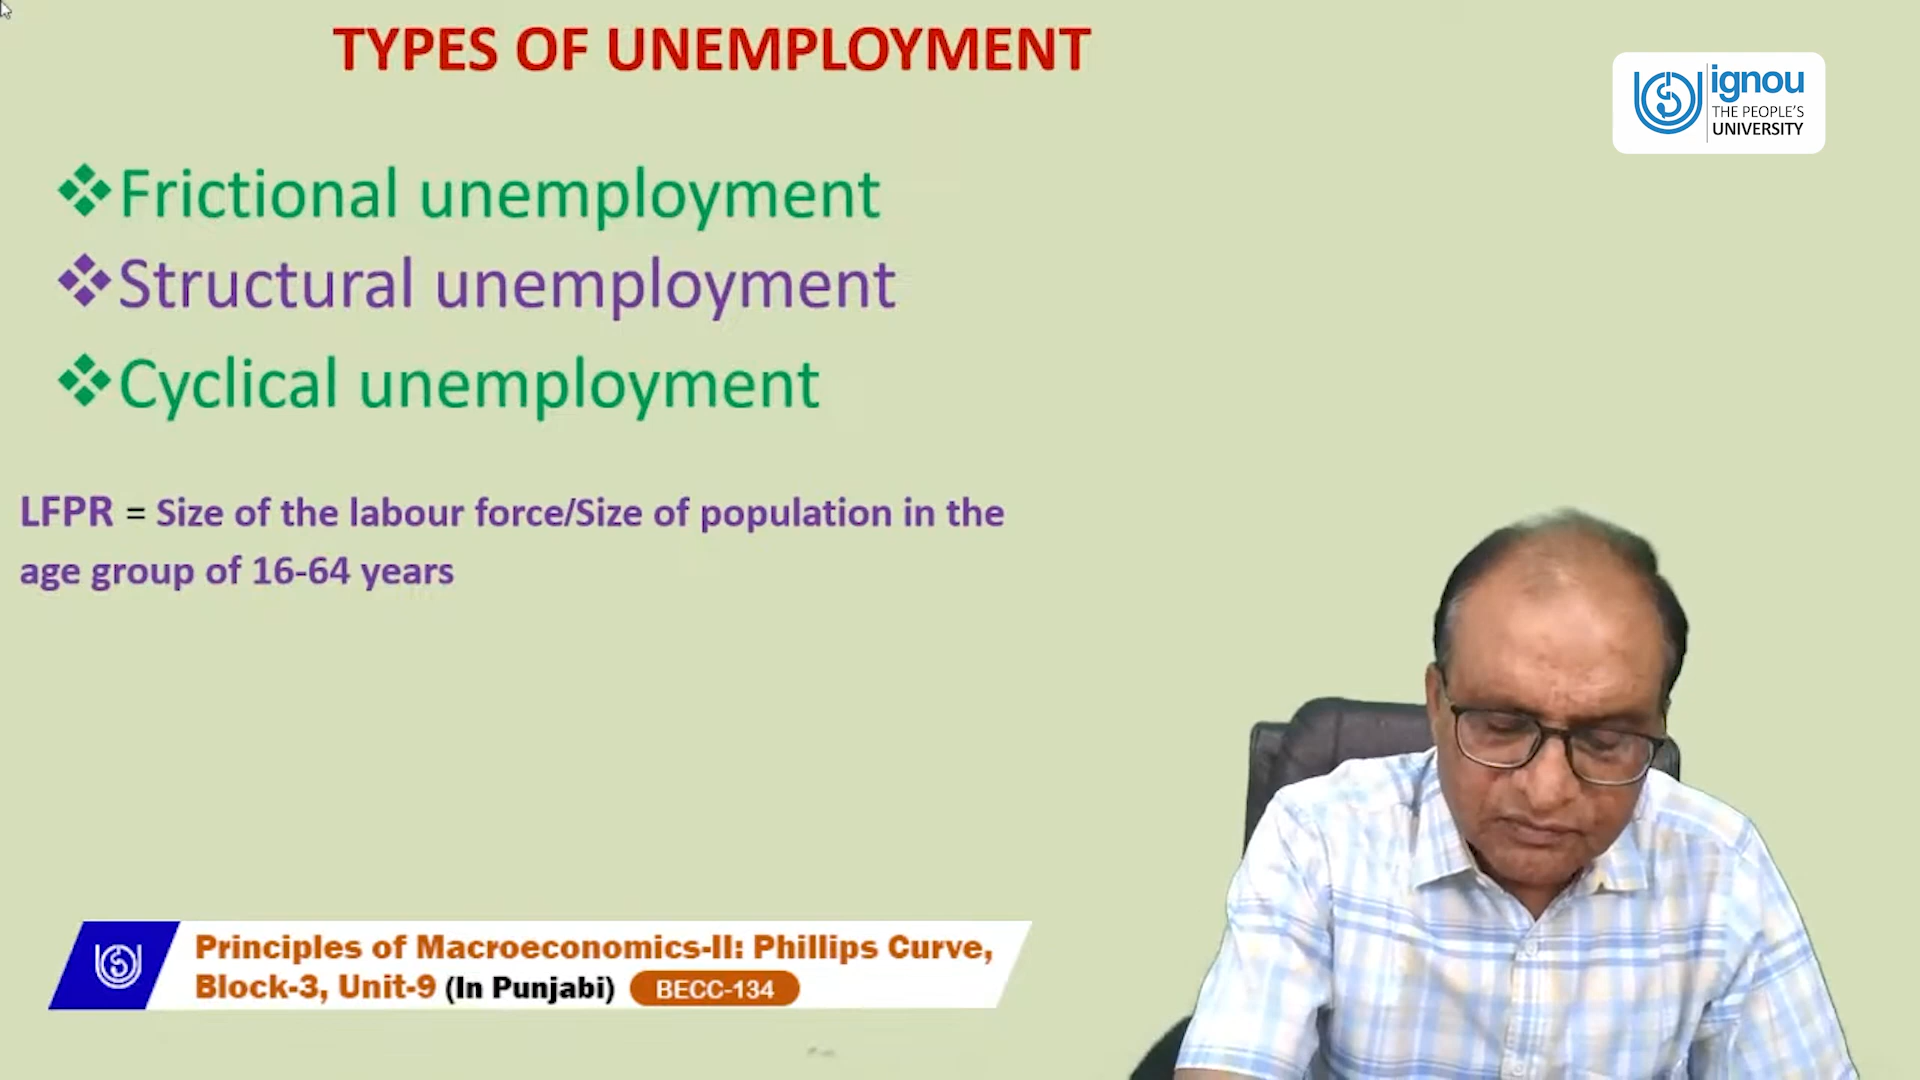 TYPES OF UNEMPLOYMENT
ignou
THE PEOPLE'S
UNIVERSITY
Frictional unemployment
Structural unemployment
Cyclical unemployment
LFPR = Size of the labour force/Size of population in the
age group of 16-64 years
Principles of Macroeconomics-II: Phillips Curve,
Block-3, Unit-9 (In Punjabi) BECC-134